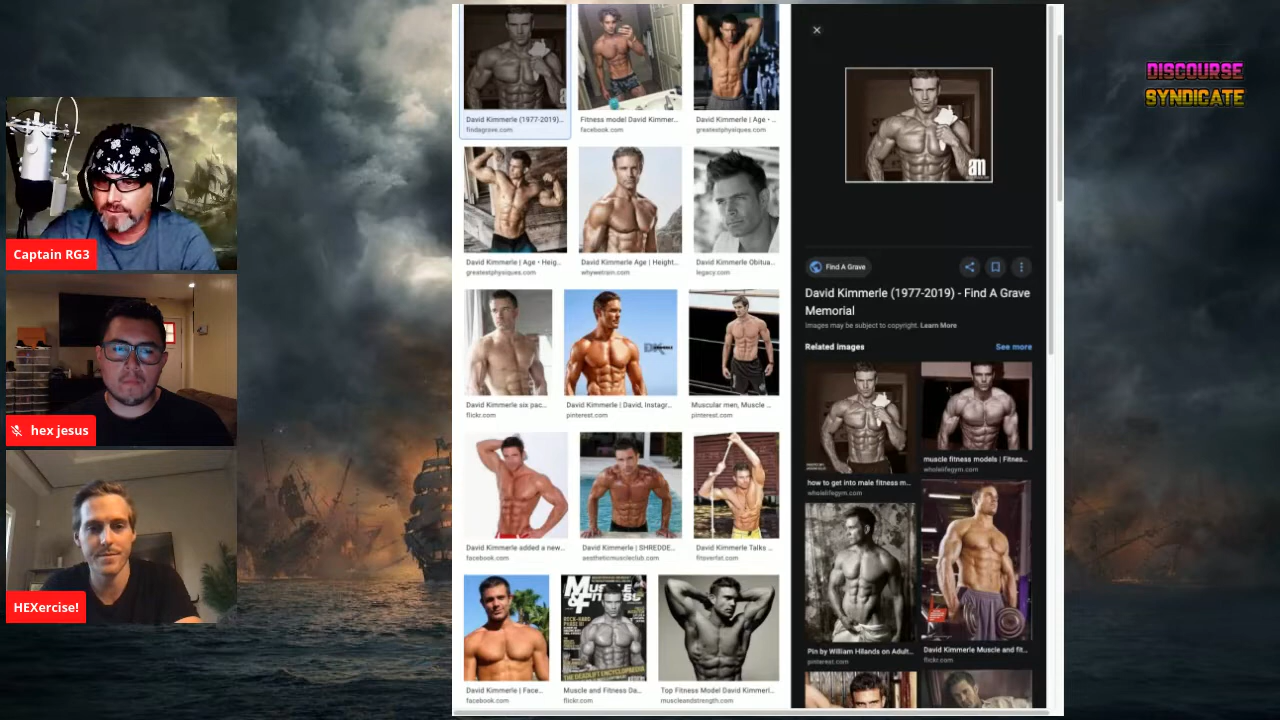 DISCOURSE
SYNDICATE
Captain RG3
hex jesus
HEXercise!
David Kimmerle (1977-2019)...
findagrave.com
Fitness model David Kimmer...
facebook.com
David Kimmerle | Age • ...
greatestphysiques.com
David Kimmerle | Age • Heig...
greatestphysiques.com
David Kimmerle Age | Height...
whywetrain.com
David Kimmerle Obitua...
legacy.com
David Kimmerle six pac...
flickr.com
DK
David Kimmerle | David, Instagr...
pinterest.com
Muscular men, Muscle ...
pinterest.com
David Kimmerle added a new...
facebook.com
David Kimmerle | SHREDDE...
aestheticmuscleclub.com
David Kimmerle Talks ...
fitoverfat.com
David Kimmerle | Face...
facebook.com
MUSCLE
&FITNESS
Muscle and Fitness Da...
flickr.com
Top Fitness Model David Kimmerl...
muscleandstrength.com
am
Find A Grave
David Kimmerle (1977-2019) - Find A Grave
Memorial
Images may be subject to copyright. Learn More
Related images
See more
how to get into male fitness m...
wholelifegym.com
muscle fitness models | Fitnes...
wholelifegym.com
Pin by William Hilands on Adult...
pinterest.com
David Kimmerle Muscle and fit...
flickr.com